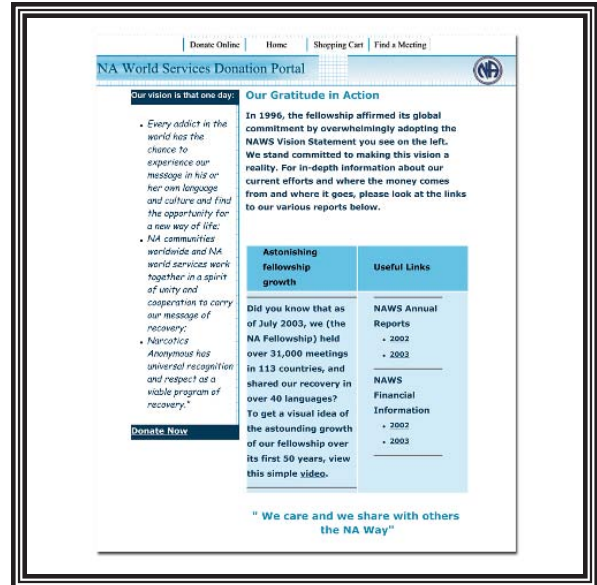 Donate Online
Home
Shopping Cart
Find a Meeting
NA World Services Donation Portal
NA
Our vision is that one day:
• Every addict in the
world has the
chance to
experience our
message in his or
her own language
and culture and find
the opportunity for
a new way of life;
• NA communities
worldwide and NA
world services work
together in a spirit
of unity and
cooperation to carry
our message of
recovery;
• Narcotics
Anonymous has
universal recognition
and respect as a
viable program of
recovery."
Donate Now
Our Gratitude in Action
In 1996, the fellowship affirmed its global
commitment by overwhelmingly adopting the
NAWS Vision Statement you see on the left.
We stand committed to making this vision a
reality. For in-depth information about our
current efforts and where the money comes
from and where it goes, please look at the links
to our various reports below.
Astonishing
fellowship
growth
Did you know that as
of July 2003, we (the
NA Fellowship) held
over 31,000 meetings
in 113 countries, and
shared our recovery in
over 40 languages?
To get a visual idea of
the astounding growth
of our fellowship over
its first 50 years, view
this simple video.
Useful Links
NAWS Annual
Reports
• 2002
• 2003
NAWS
Financial
Information
• 2002
• 2003
" We care and we share with others
the NA Way"